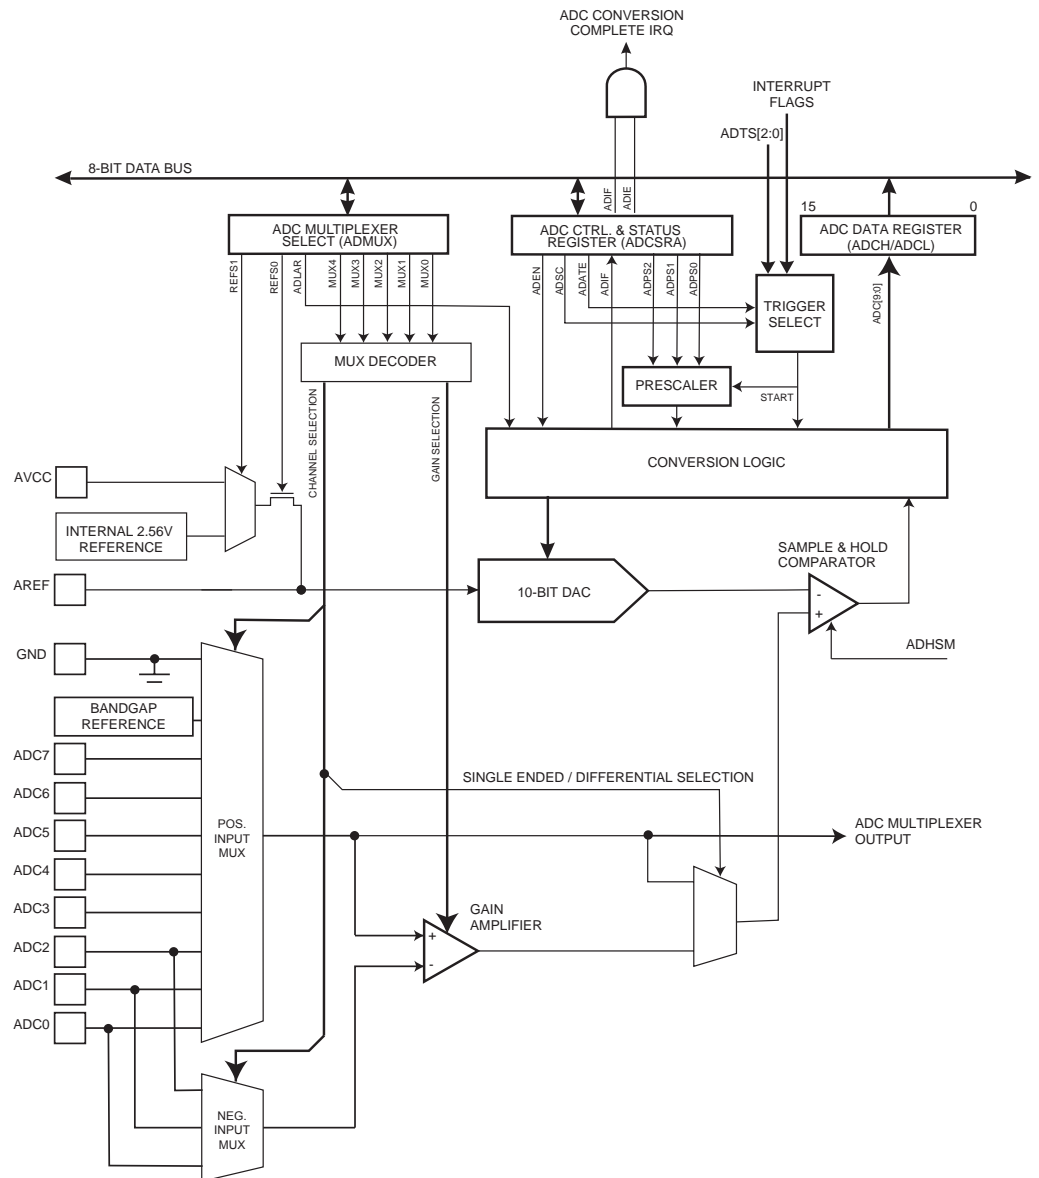 ADC CONVERSION
COMPLETE IRQ
INTERRUPT
FLAGS
ADTS[2:0]
8-BIT DATA BUS
ADIF
ADIE
15
0
ADC MULTIPLEXER
SELECT (ADMUX)
ADC CTRL. & STATUS
REGISTER (ADCSRA)
ADC DATA REGISTER
(ADCH/ADCL)
REFS1
REFS0
ADLAR
MUX4
MUX3
MUX2
MUX1
MUX0
ADEN
ADSC
ADATE
ADIF
ADPS2
ADPS1
ADPS0
ADC[9:0]
TRIGGER
SELECT
MUX DECODER
PRESCALER
START
CHANNEL SELECTION
GAIN SELECTION
CONVERSION LOGIC
AVCC
INTERNAL 2.56V
REFERENCE
SAMPLE & HOLD
COMPARATOR
AREF
10-BIT DAC
-
+
GND
ADHSM
BANDGAP
REFERENCE
ADC7
SINGLE ENDED / DIFFERENTIAL SELECTION
ADC6
ADC5
POS.
INPUT
MUX
ADC MULTIPLEXER
OUTPUT
ADC4
ADC3
GAIN
AMPLIFIER
+
-
ADC2
ADC1
ADC0
NEG.
INPUT
MUX